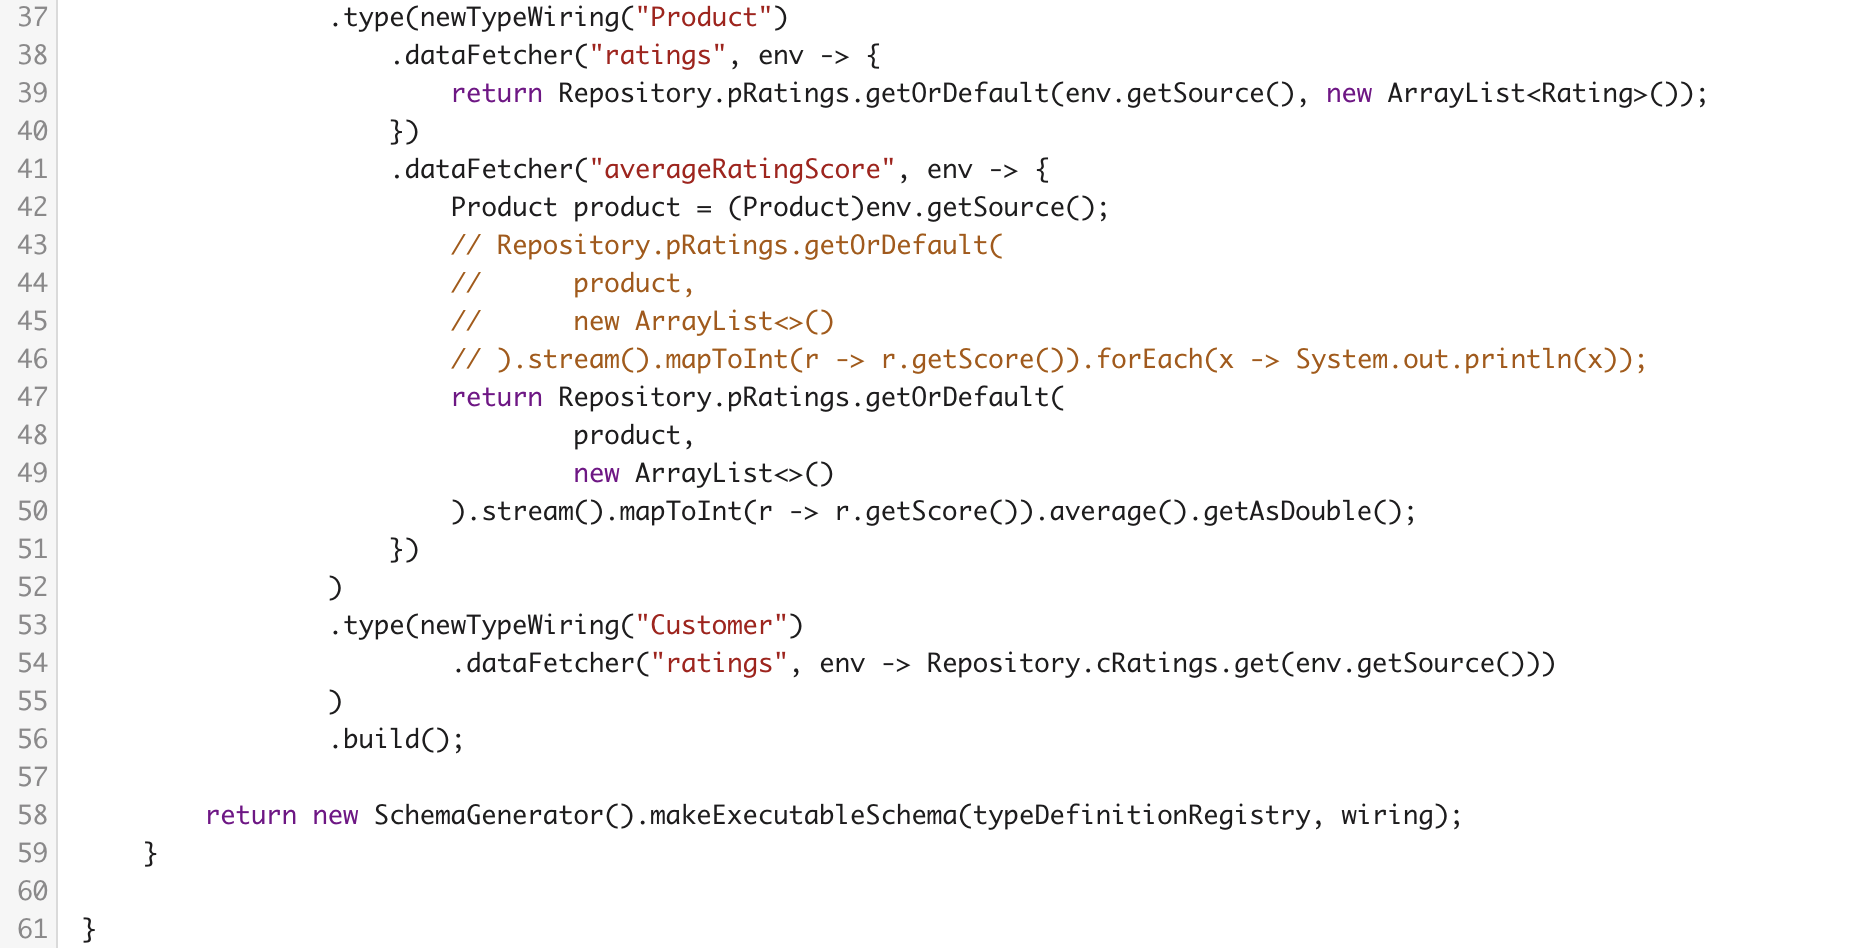 37 .type(newTypeWiring("Product")
38 .dataFetcher("ratings", env -> {
39 return Repository.pRatings.getOrDefault(env.getSource(), new ArrayList<Rating>());
40 })
41 .dataFetcher("averageRatingScore", env -> {
42 Product product = (Product)env.getSource();
43 // Repository.pRatings.getOrDefault(
44 //      product,
45 //      new ArrayList<>()
46 // ).stream().mapToInt(r -> r.getScore()).forEach(x -> System.out.println(x));
47 return Repository.pRatings.getOrDefault(
48 product,
49 new ArrayList<>()
50 ).stream().mapToInt(r -> r.getScore()).average().getAsDouble();
51 })
52 )
53 .type(newTypeWiring("Customer")
54 .dataFetcher("ratings", env -> Repository.cRatings.get(env.getSource()))
55 )
56 .build();
57
58 return new SchemaGenerator().makeExecutableSchema(typeDefinitionRegistry, wiring);
59 }
60
61 }